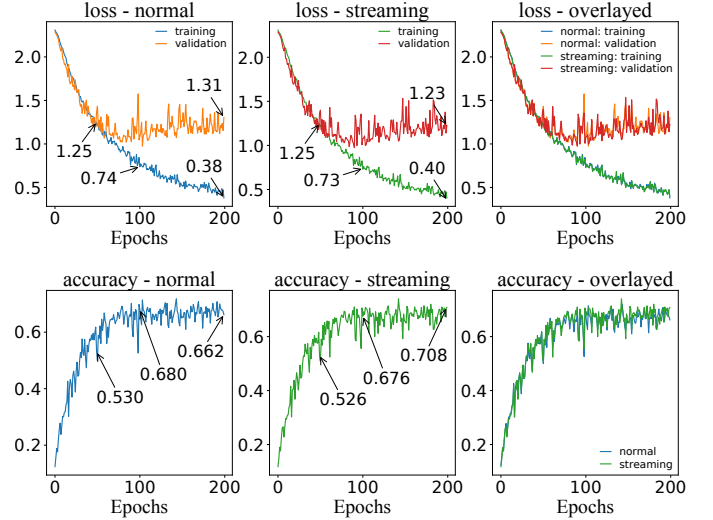 loss - normal
loss - streaming
loss - overlayed
training
validation
training
validation
normal: training
normal: validation
streaming: training
streaming: validation
2.0
1.5
1.0
0.5
1.31
1.25
0.74
0.38
2.0
1.5
1.0
0.5
1.23
1.25
0.73
0.40
2.0
1.5
1.0
0.5
0
100
200
0
100
200
0
100
200
Epochs
Epochs
Epochs
accuracy - normal
accuracy - streaming
accuracy - overlayed
0.6
0.4
0.2
0.662
0.680
0.530
0.6
0.4
0.2
0.708
0.676
0.526
0.6
0.4
0.2
normal
streaming
0
100
200
0
100
200
0
100
200
Epochs
Epochs
Epochs